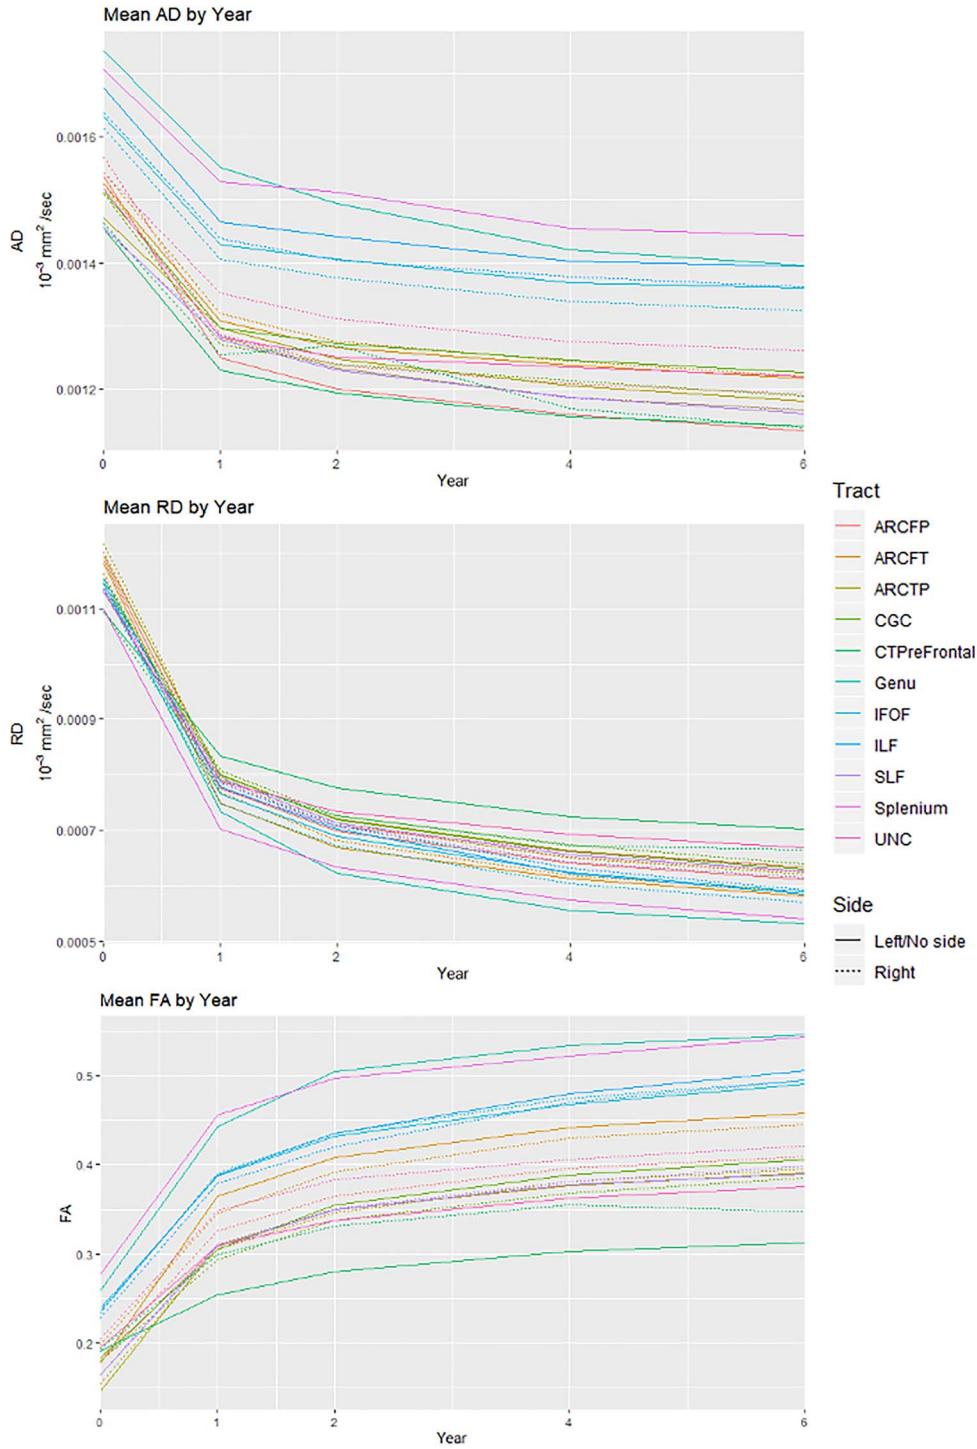 Mean AD by Year
0.0016
0.0014
0.0012
AD
10⁻³ mm² /sec
0 1 2 4 6
Year
Mean RD by Year
0.0011
0.0009
0.0007
0.0005
RD
10⁻³ mm² /sec
0 1 2 4 6
Year
Mean FA by Year
0.5
0.4
0.3
0.2
FA
0 1 2 4 6
Year
Tract
ARCFP
ARCFT
ARCTP
CGC
CTPreFrontal
Genu
IFOF
ILF
SLF
Splenium
UNC
Side
Left/No side
Right